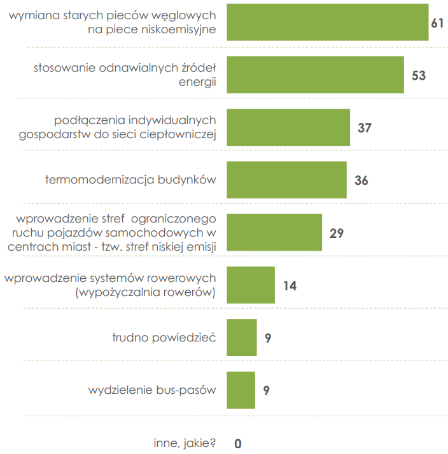 wymiana starych pieców węglowych
na piece niskoemisyjne
61
stosowanie odnawialnych źródeł
energii
53
podłączenia indywidualnych
gospodarstw do sieci ciepłowniczej
37
termomodernizacja budynków
36
wprowadzenie stref ograniczonego
ruchu pojazdów samochodowych w
centrach miast - tzw. stref niskiej emisji
29
wprowadzenie systemów rowerowych
(wypożyczalnia rowerów)
14
trudno powiedzieć
9
wydzielenie bus-pasów
9
inne, jakie?
0